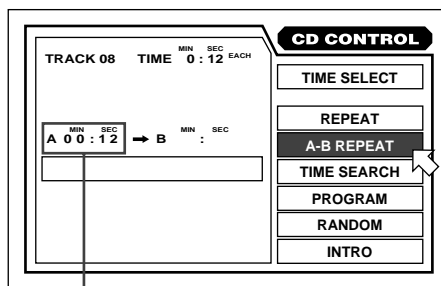 CD CONTROL
TRACK 08 TIME MIN 0 : SEC 12 EACH
A MIN 00 : SEC 12 ➡ B MIN : SEC
TIME SELECT
REPEAT
A-B REPEAT
TIME SEARCH
PROGRAM
RANDOM
INTRO